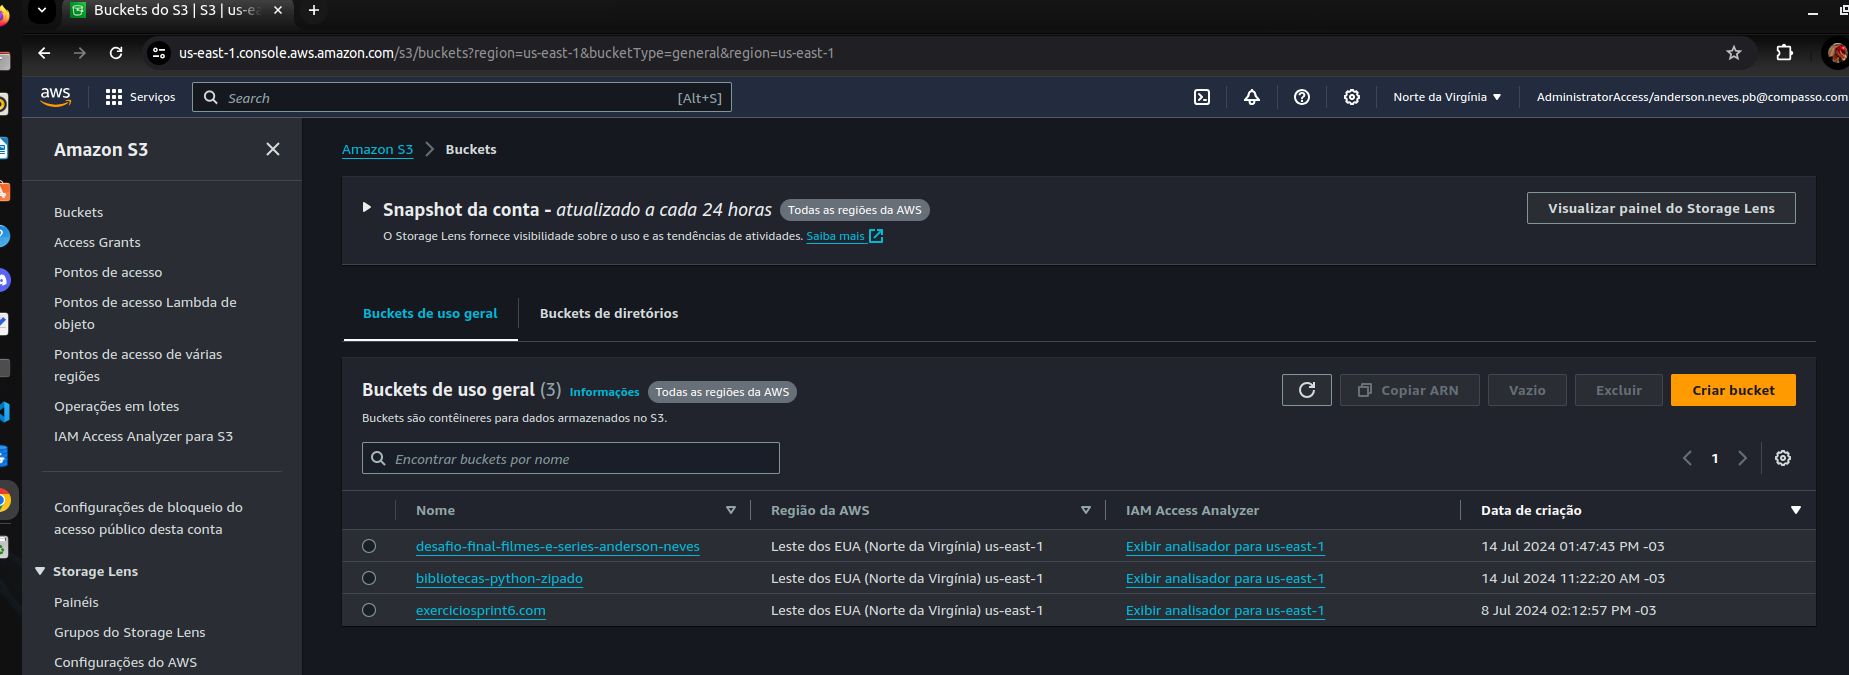 Buckets do S3 | S3 | us-ea
us-east-1.console.aws.amazon.com/s3/buckets?region=us-east-1&bucketType=general&region=us-east-1
aws Serviços Search [Alt+S] Norte da Virgínia AdministratorAccess/anderson.neves.pb@compasso.com
Amazon S3
Buckets
Access Grants
Pontos de acesso
Pontos de acesso Lambda de
objeto
Pontos de acesso de várias
regiões
Operações em lotes
IAM Access Analyzer para S3
Configurações de bloqueio do
acesso público desta conta
Storage Lens
Painéis
Grupos do Storage Lens
Configurações do AWS
Amazon S3 Buckets
Snapshot da conta - atualizado a cada 24 horas Todas as regiões da AWS
O Storage Lens fornece visibilidade sobre o uso e as tendências de atividades. Saiba mais
Visualizar painel do Storage Lens
Buckets de uso geral Buckets de diretórios
Buckets de uso geral (3) Informações Todas as regiões da AWS
Buckets são contêineres para dados armazenados no S3.
Copiar ARN Vazio Excluir Criar bucket
Encontrar buckets por nome
1
Nome Região da AWS IAM Access Analyzer Data de criação
desafio-final-filmes-e-series-anderson-neves Leste dos EUA (Norte da Virgínia) us-east-1 Exibir analisador para us-east-1 14 Jul 2024 01:47:43 PM -03
bibliotecas-python-zipado Leste dos EUA (Norte da Virgínia) us-east-1 Exibir analisador para us-east-1 14 Jul 2024 11:22:20 AM -03
exerciciosprint6.com Leste dos EUA (Norte da Virgínia) us-east-1 Exibir analisador para us-east-1 8 Jul 2024 02:12:57 PM -03